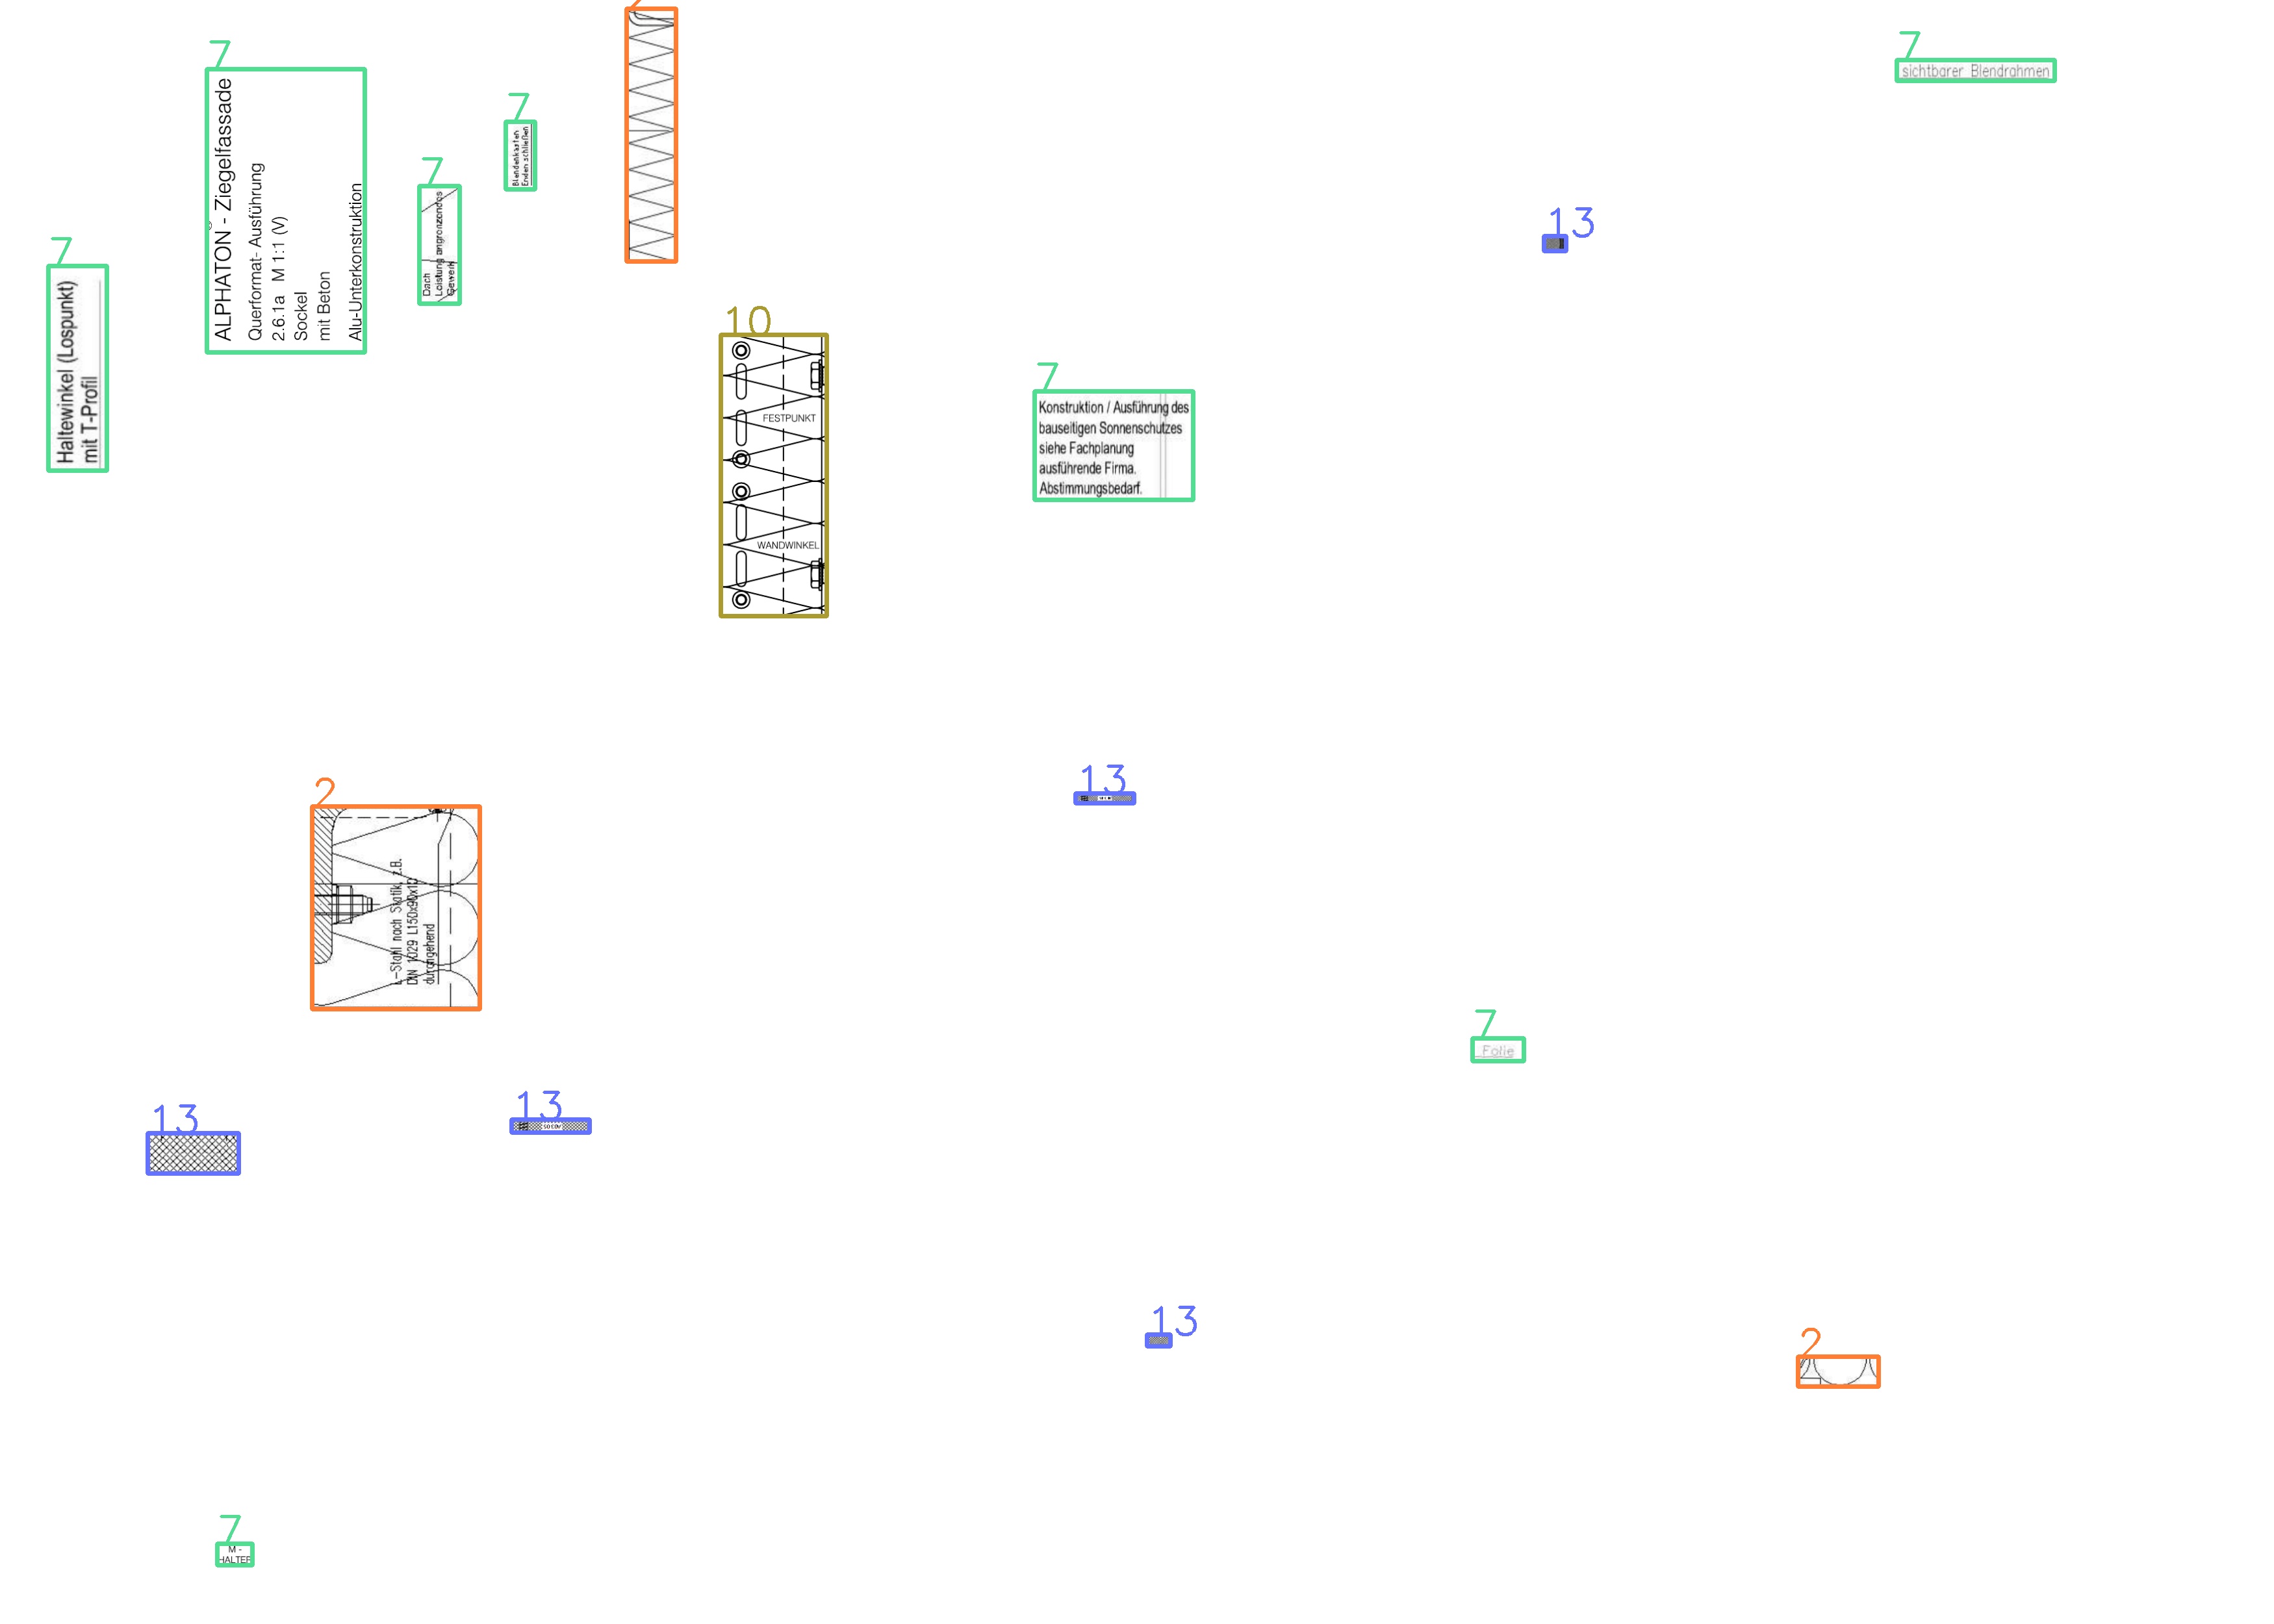 7
sichtbarer Blendrahmen
7
ALPHATON® - Ziegelfassade
Querformat- Ausführung
2.6.1a M 1:1 (V)
Sockel
mit Beton
Alu-Unterkonstruktion
7
Blendenkasten
Enden schließen
7
Dach
Leistung angrenzendes
Gewerk
13
7
Haltewinkel (Lospunkt)
mit T-Profil
10
FESTPUNKT
WANDWINKEL
7
Konstruktion / Ausführung des
bauseitigen Sonnenschutzes
siehe Fachplanung
ausführende Firma.
Abstimmungsbedarf.
13
2
L-Stahl nach Statik, z.B.
DIN 1029 L150x90x10
durchgehend
7
Folie
13
13
13
2
7
M -
HALTER